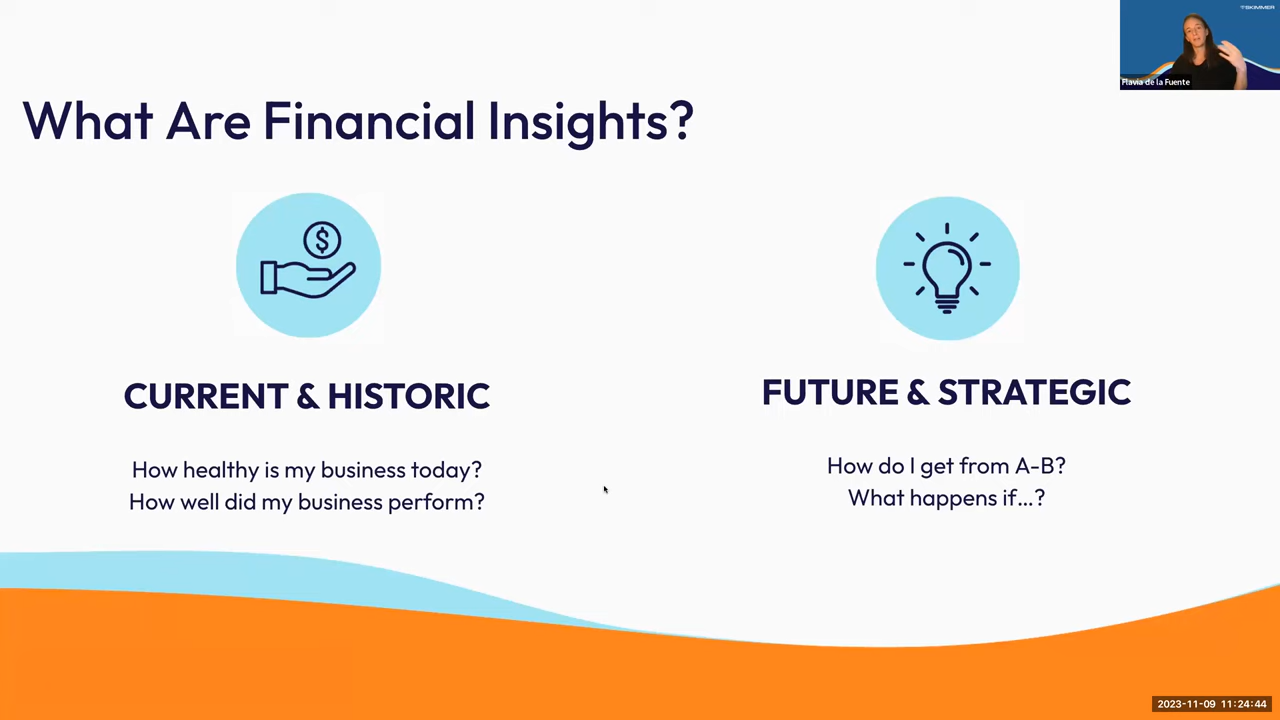 SKIMMER
Flavia de la Fuente
What Are Financial Insights?
$
CURRENT & HISTORIC
How healthy is my business today?
How well did my business perform?
FUTURE & STRATEGIC
How do I get from A-B?
What happens if...?
2023-11-09 11:24:44